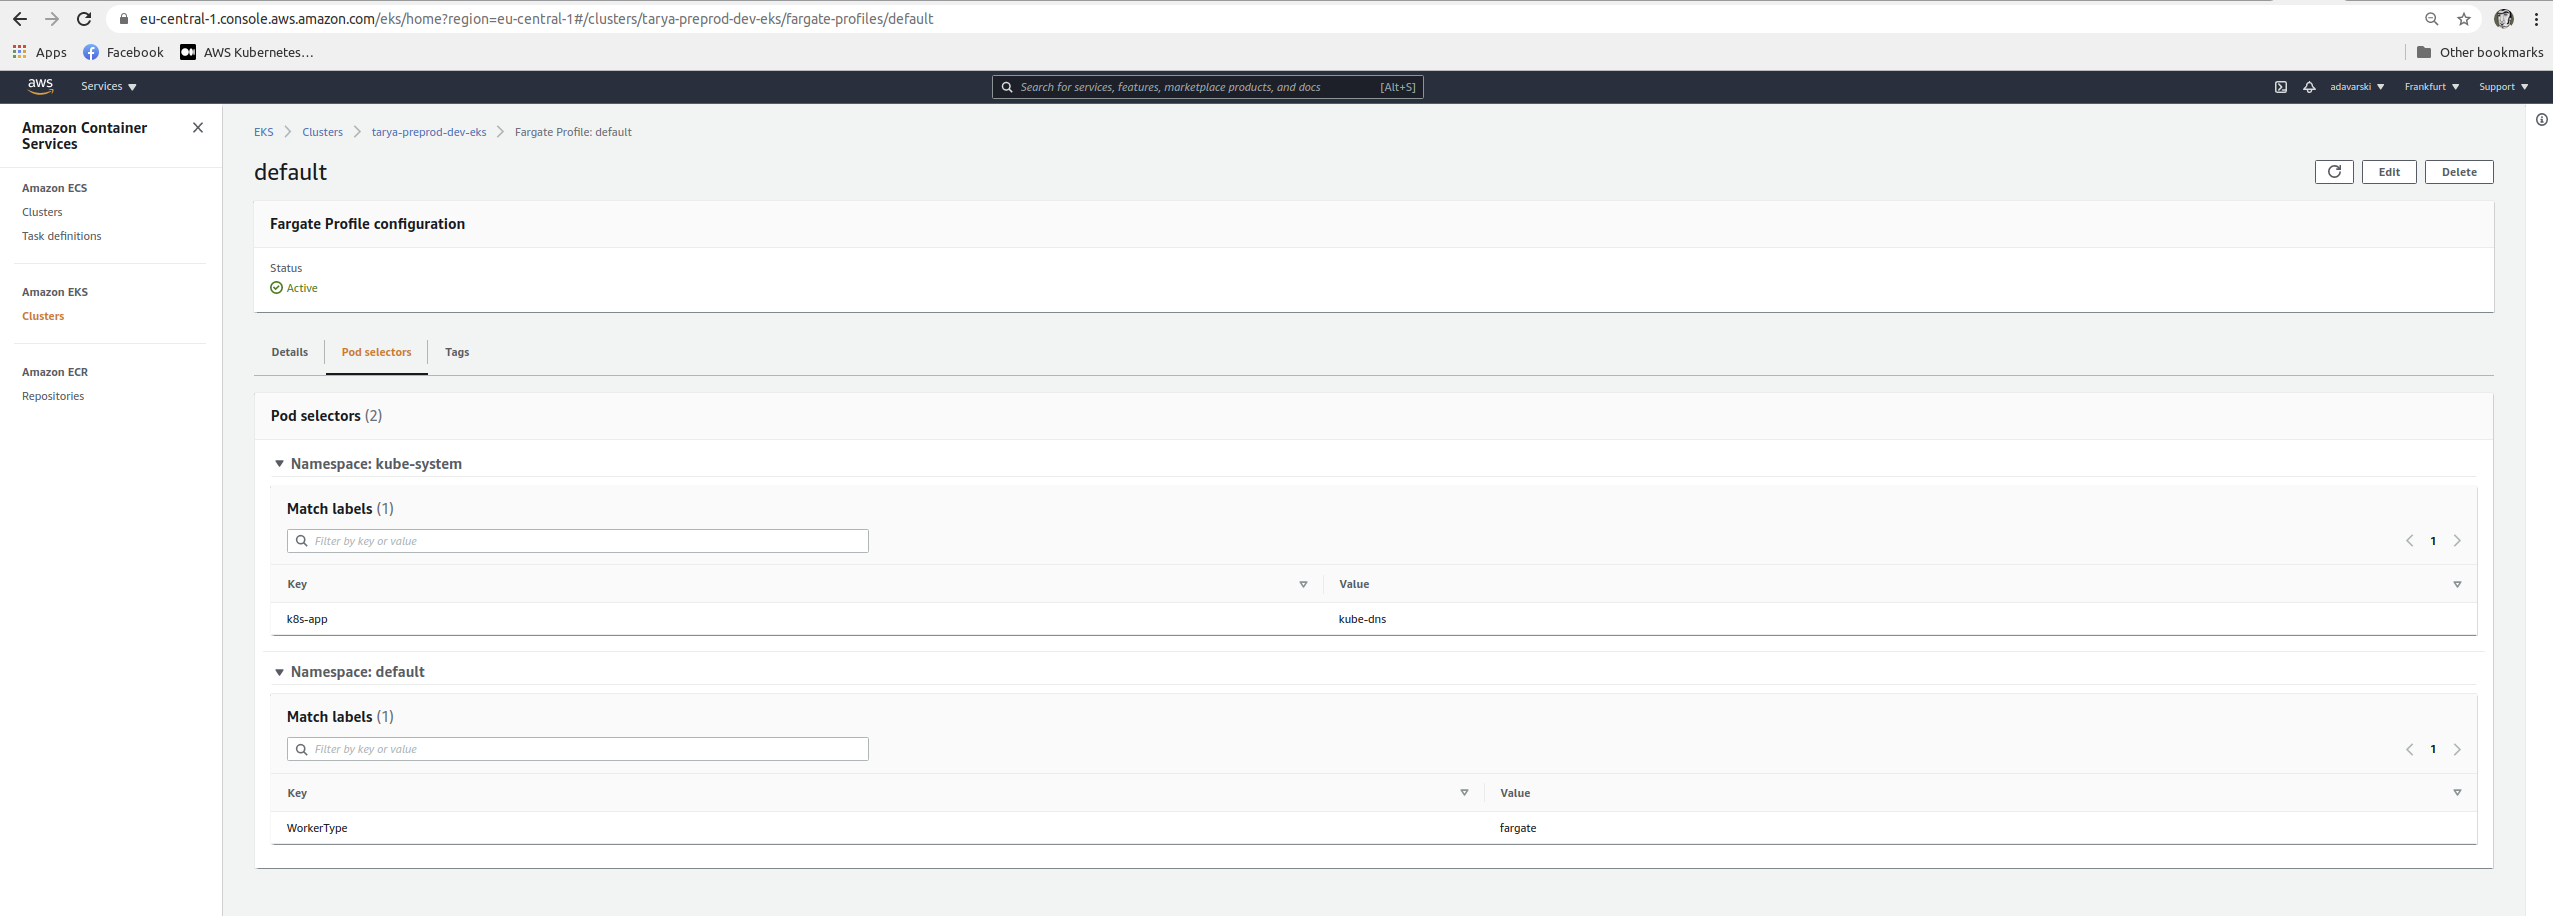 eu-central-1.console.aws.amazon.com/eks/home?region=eu-central-1#/clusters/tarya-preprod-dev-eks/fargate-profiles/default
Apps Facebook AWS Kubernetes... Other bookmarks
aws Services Search for services, features, marketplace products, and docs [Alt+S] adavarski Frankfurt Support
Amazon Container
Services
Amazon ECS
Clusters
Task definitions
Amazon EKS
Clusters
Amazon ECR
Repositories
EKS Clusters tarya-preprod-dev-eks Fargate Profile: default
default
Edit Delete
Fargate Profile configuration
Status
Active
Details Pod selectors Tags
Pod selectors (2)
Namespace: kube-system
Match labels (1)
Filter by key or value
1
Key Value
k8s-app kube-dns
Namespace: default
Match labels (1)
Filter by key or value
1
Key Value
WorkerType fargate